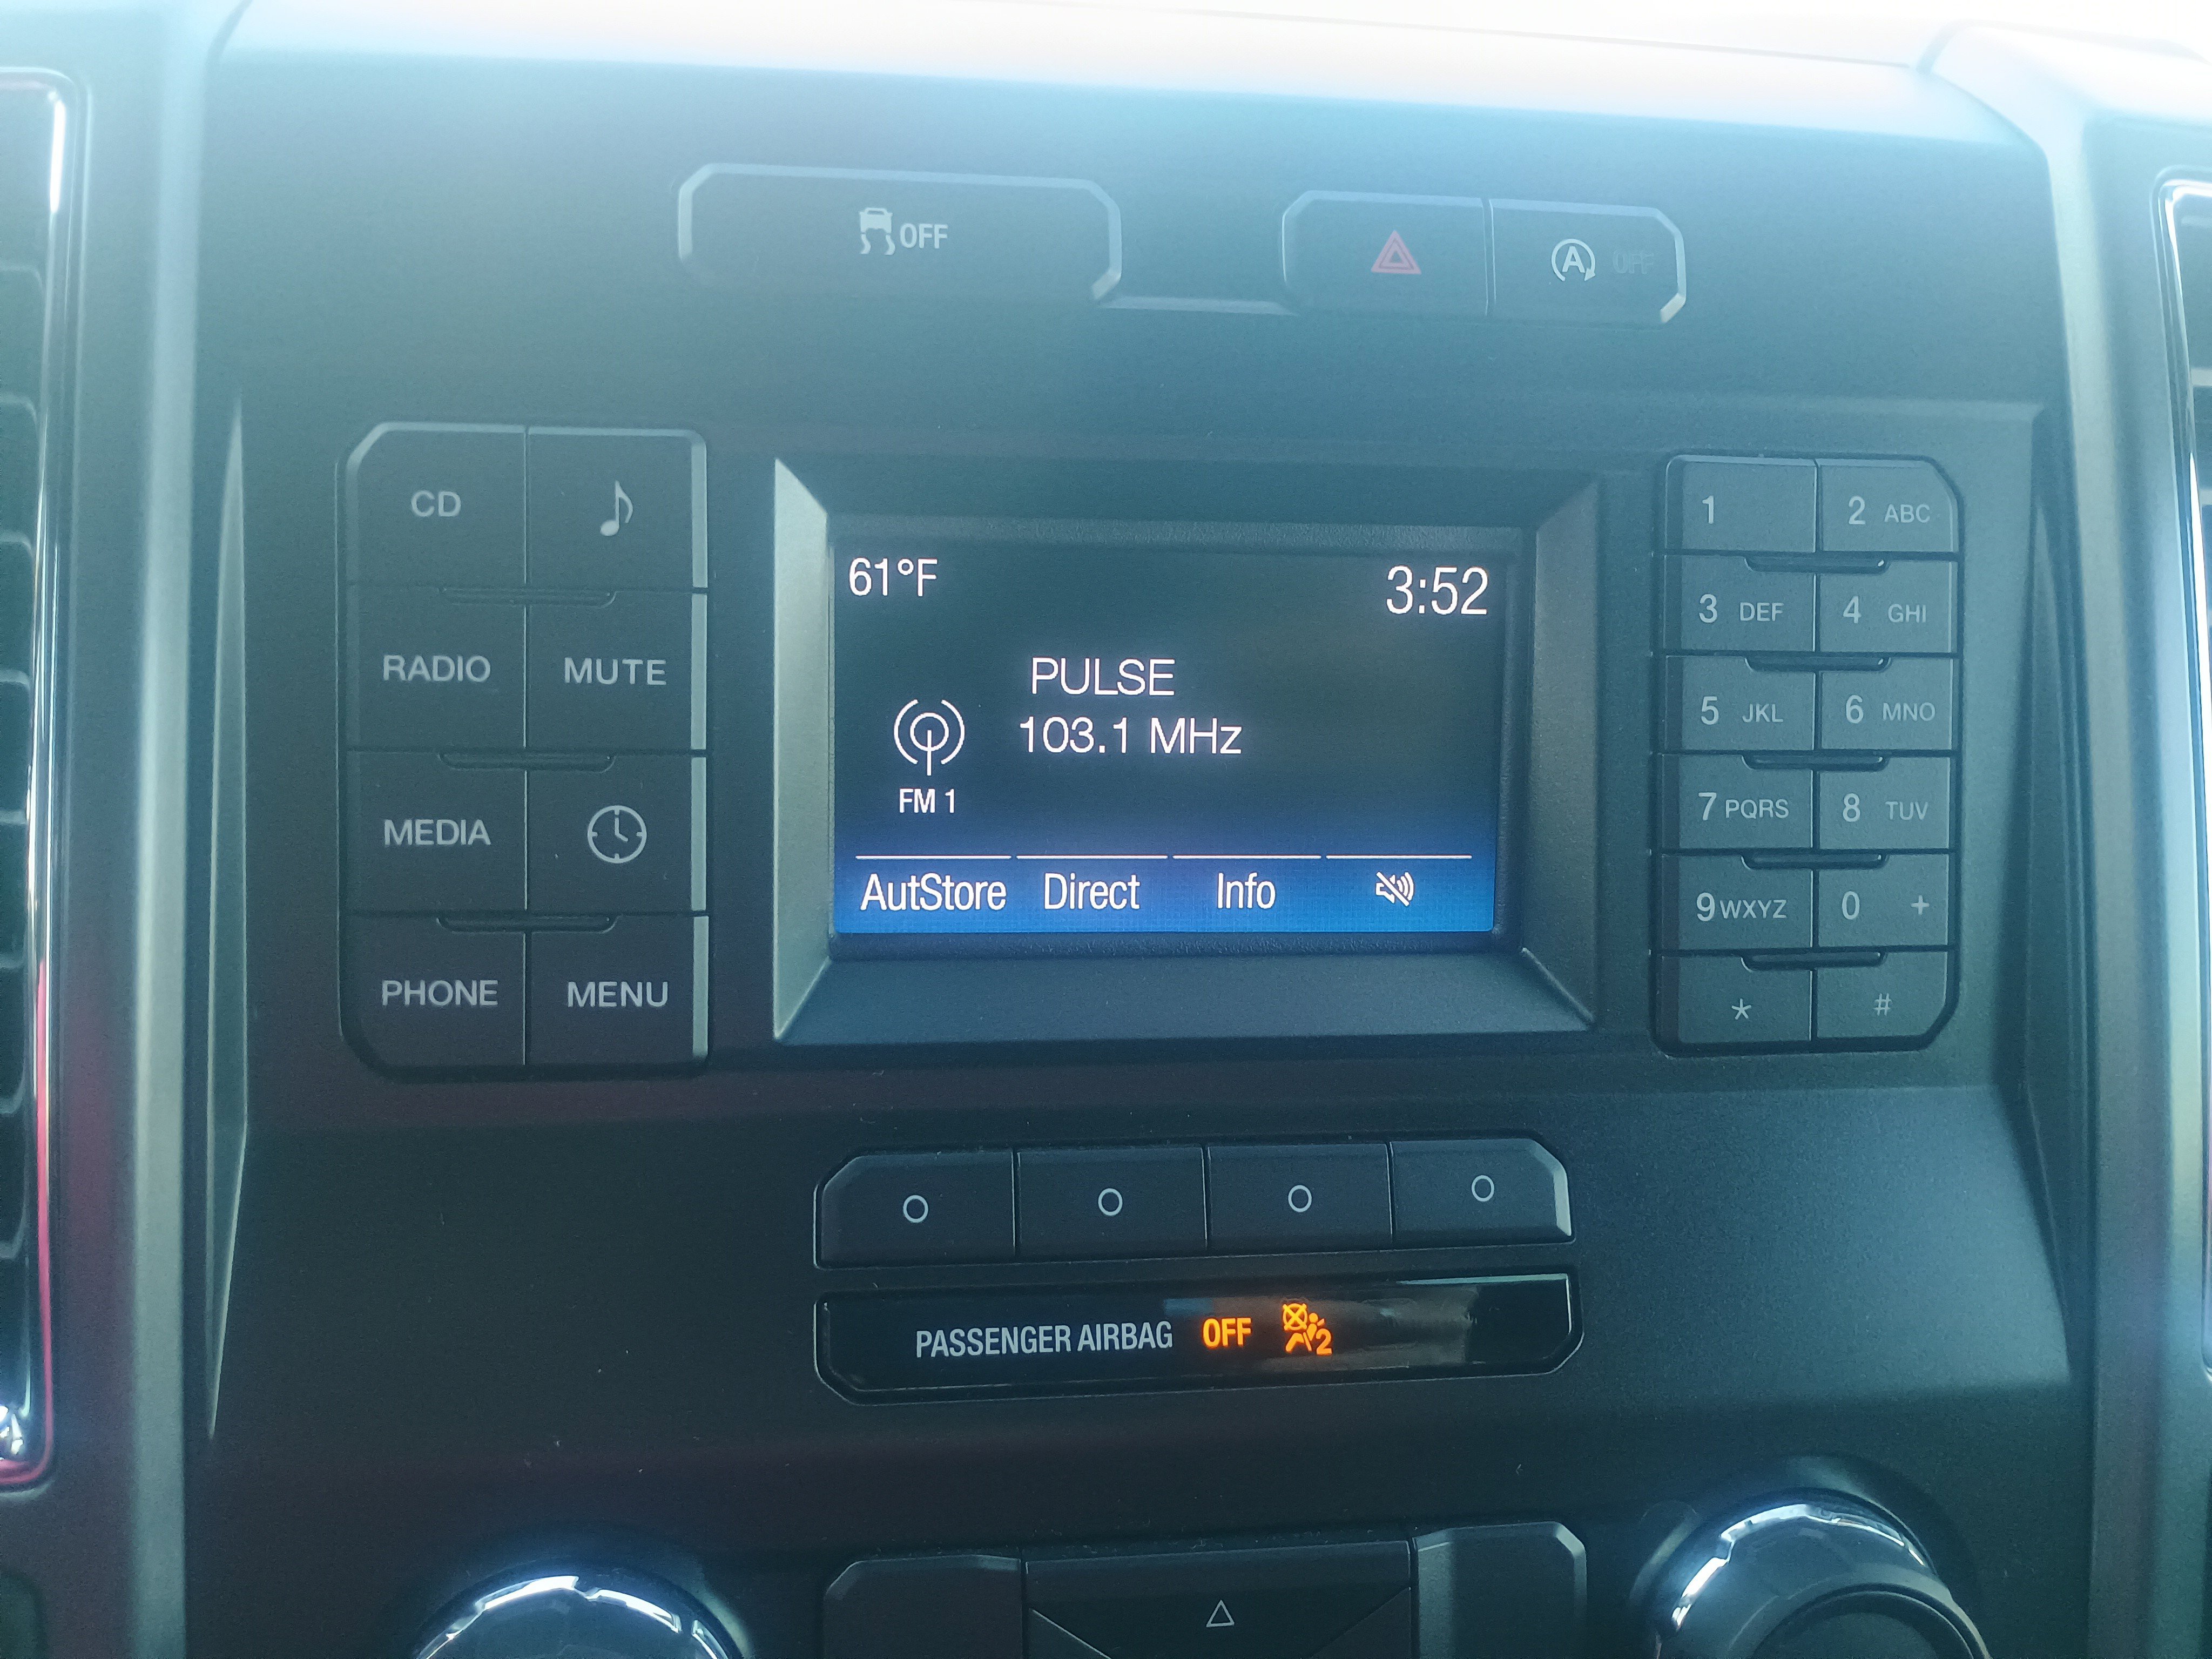 OFF
A OFF
CD
RADIO MUTE
MEDIA
PHONE MENU
61°F 3:52
PULSE
103.1 MHz
FM 1
AutStore Direct Info
1 2 ABC
3 DEF 4 GHI
5 JKL 6 MNO
7 PQRS 8 TUV
9 WXYZ 0 +
* #
PASSENGER AIRBAG OFF 2